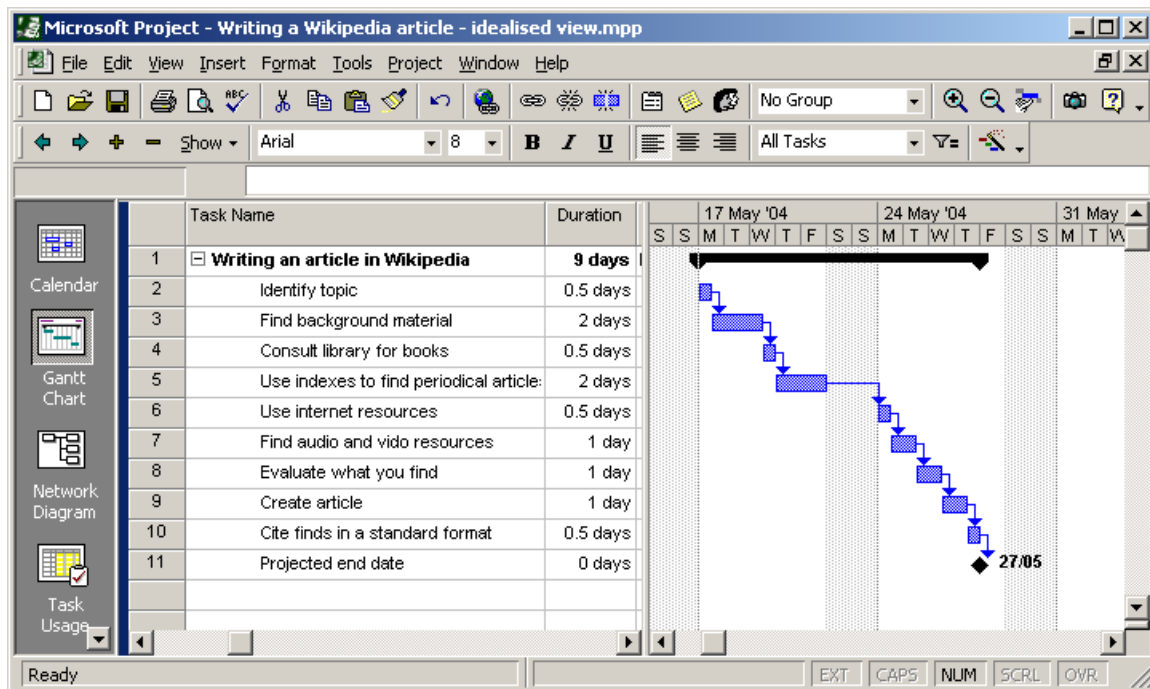 Microsoft Project - Writing a Wikipedia article - idealised view.mpp
File Edit View Insert Format Tools Project Window Help
ABC No Group
Show Arial 8 B I U All Tasks
Task Name Duration 17 May '04 24 May '04 31 May
S S M T W T F S S M T W T F S S M T W
1 Writing an article in Wikipedia 9 days
Calendar
2 Identify topic 0.5 days
3 Find background material 2 days
4 Consult library for books 0.5 days
Gantt Chart
5 Use indexes to find periodical article: 2 days
6 Use internet resources 0.5 days
7 Find audio and vido resources 1 day
8 Evaluate what you find 1 day
Network Diagram
9 Create article 1 day
10 Cite finds in a standard format 0.5 days
11 Projected end date 0 days 27/05
Task Usage
Ready EXT CAPS NUM SCRL OVR